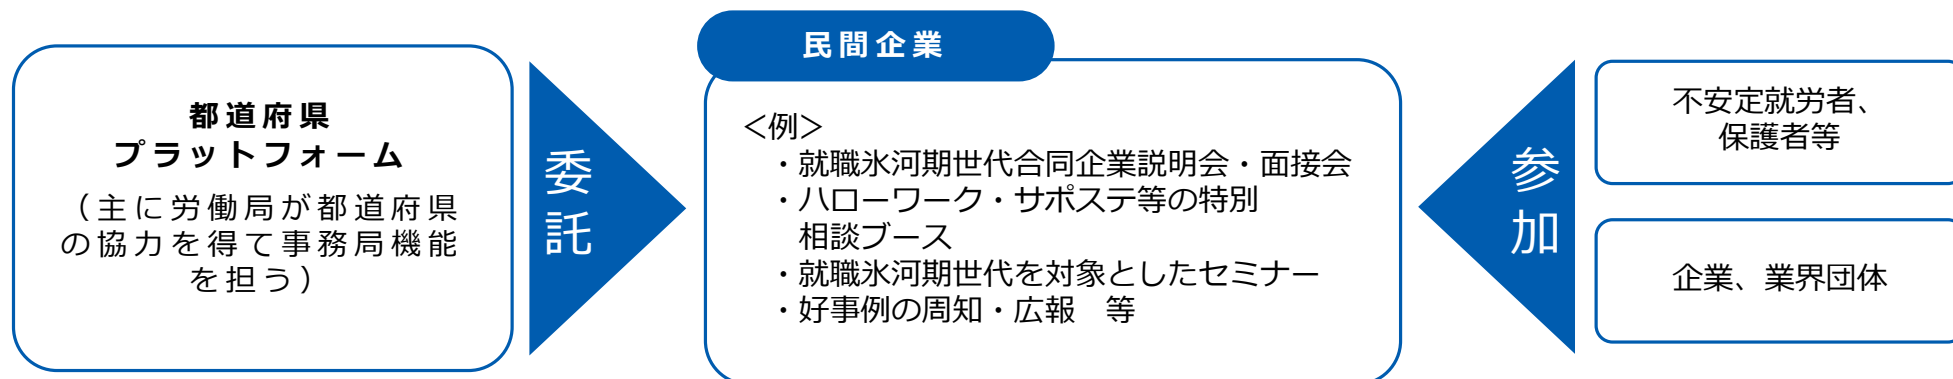 都道府県
プラットフォーム
（主に労働局が都道府県
の協力を得て事務局機能
を担う）
委
託
民間企業
＜例＞
・就職氷河期世代合同企業説明会・面接会
・ハローワーク・サポステ等の特別
相談ブース
・就職氷河期世代を対象としたセミナー
・好事例の周知・広報　等
参
加
不安定就労者、
保護者等
企業、業界団体